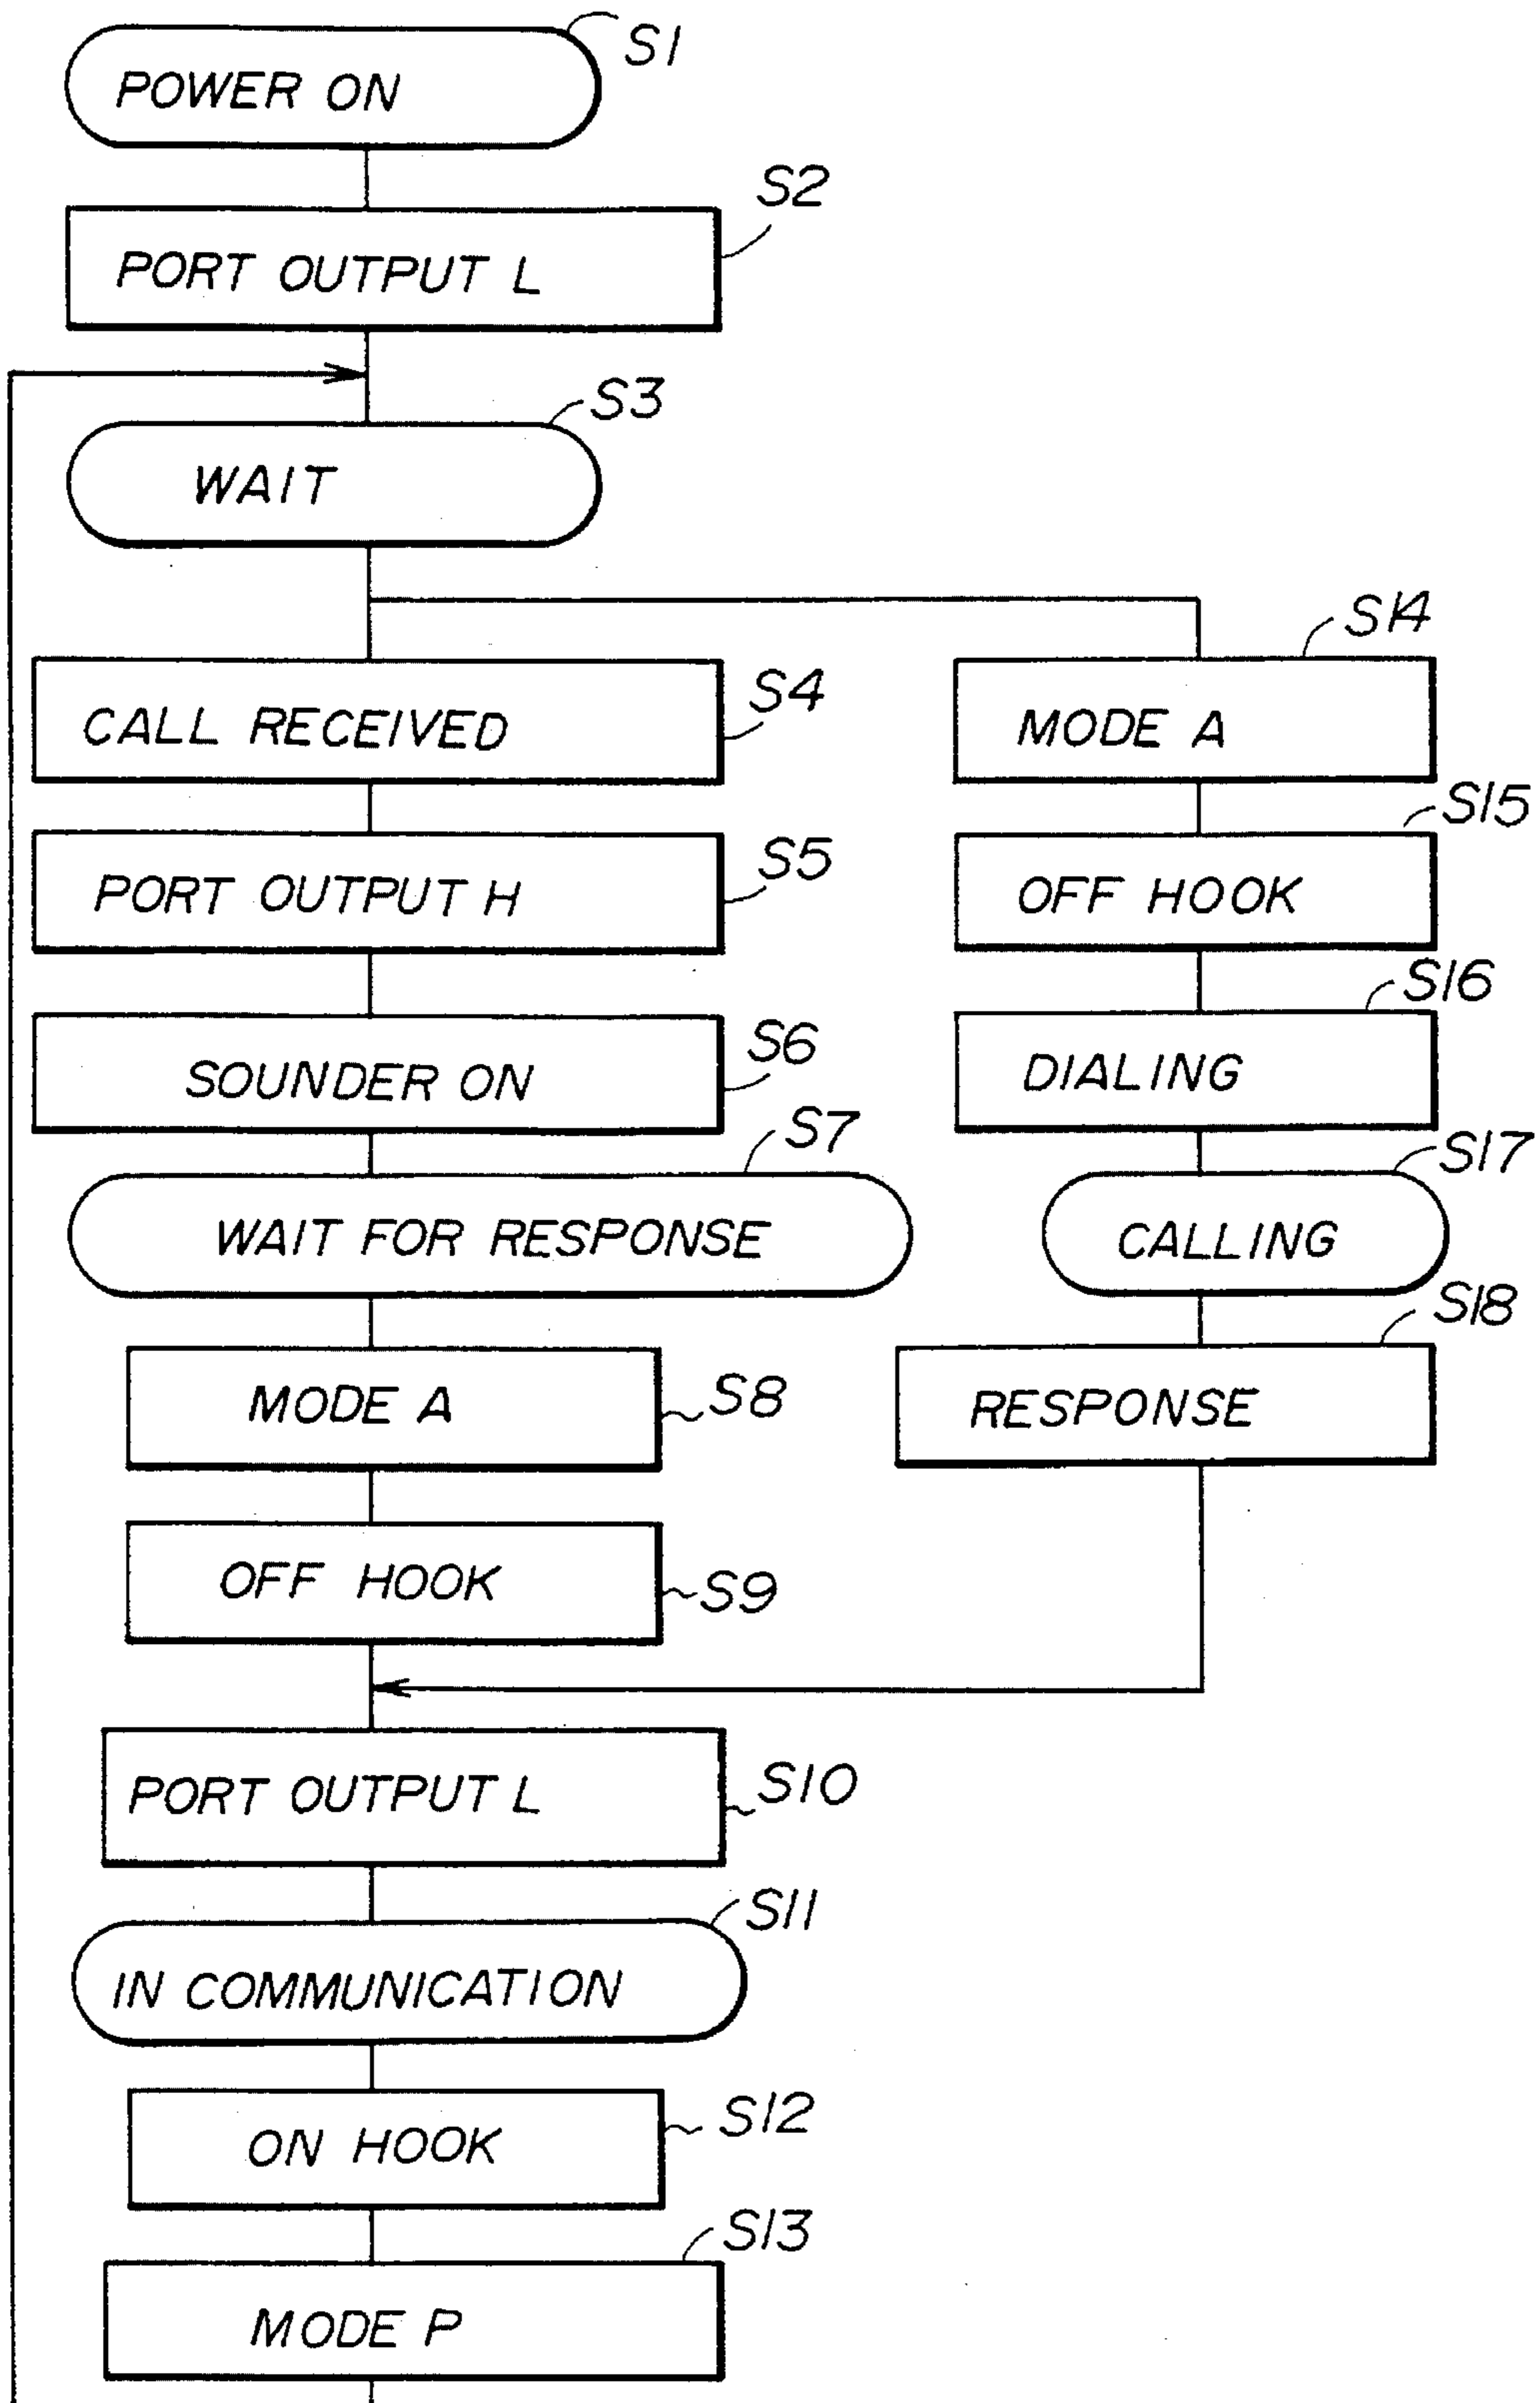 S1
POWER ON
S2
PORT OUTPUT L
S3
WAIT
S4
CALL RECEIVED
S5
PORT OUTPUT H
S6
SOUNDER ON
S7
WAIT FOR RESPONSE
S8
MODE A
S9
OFF HOOK
S14
MODE A
S15
OFF HOOK
S16
DIALING
S17
CALLING
S18
RESPONSE
S10
PORT OUTPUT L
S11
IN COMMUNICATION
S12
ON HOOK
S13
MODE P